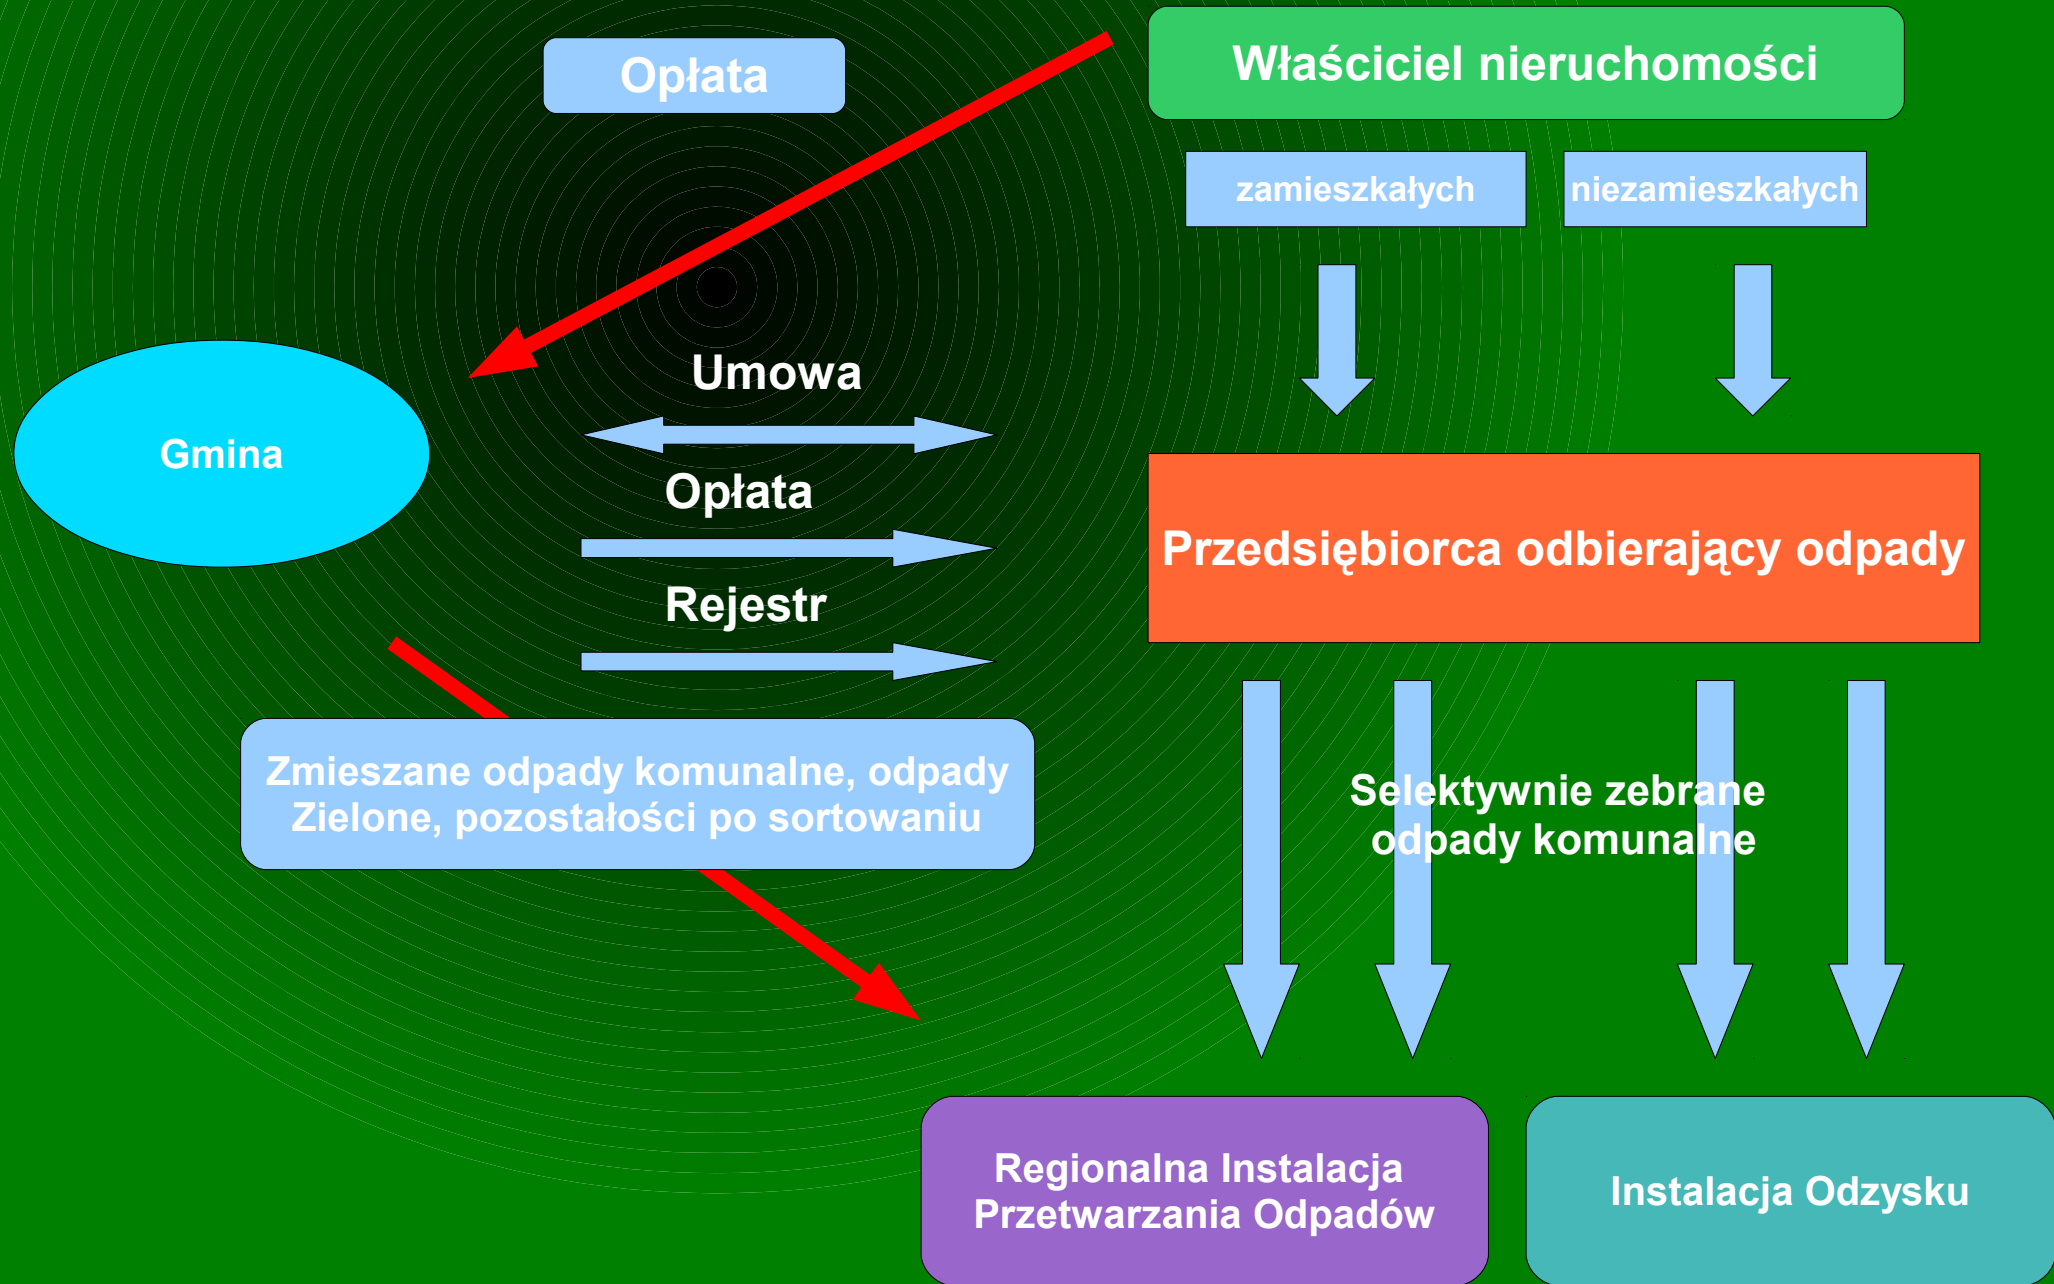 Opłata
Właściciel nieruchomości
zamieszkałych
niezamieszkałych
Umowa
Gmina
Opłata
Przedsiębiorca odbierający odpady
Rejestr
Zmieszane odpady komunalne, odpady
Zielone, pozostałości po sortowaniu
Selektywnie zebrane
odpady komunalne
Regionalna Instalacja
Przetwarzania Odpadów
Instalacja Odzysku